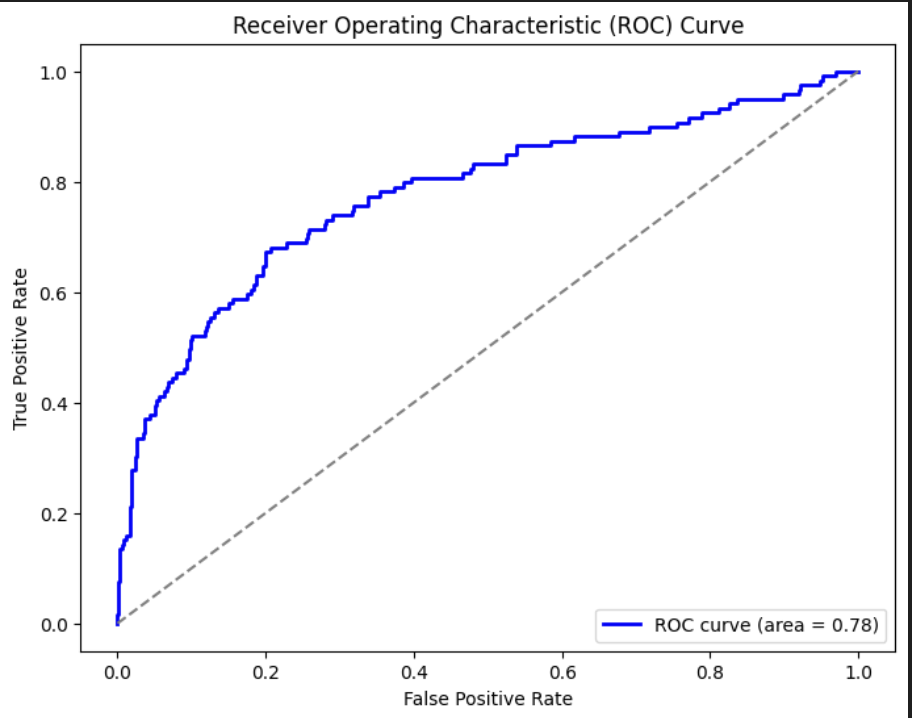 Receiver Operating Characteristic (ROC) Curve
1.0
0.8
0.6
0.4
0.2
0.0
True Positive Rate
ROC curve (area = 0.78)
0.0 0.2 0.4 0.6 0.8 1.0
False Positive Rate